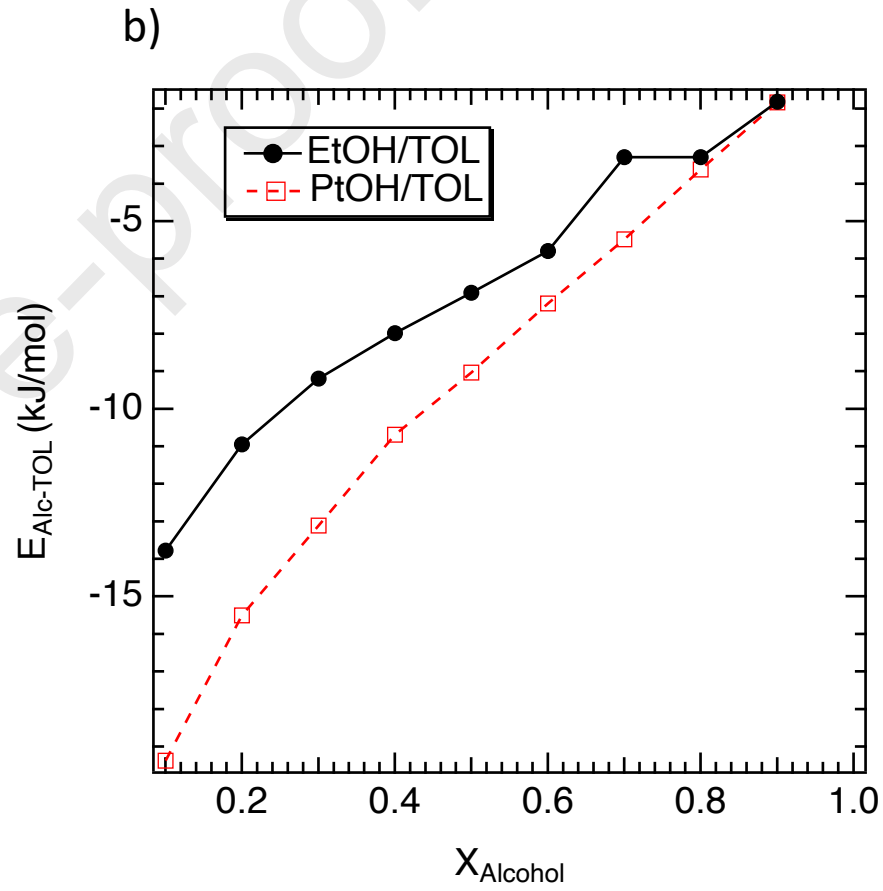 b)
EtOH/TOL
PtOH/TOL
-5
-10
-15
E_Alc-TOL (kJ/mol)
0.2 0.4 0.6 0.8 1.0
X_Alcohol
e-proo